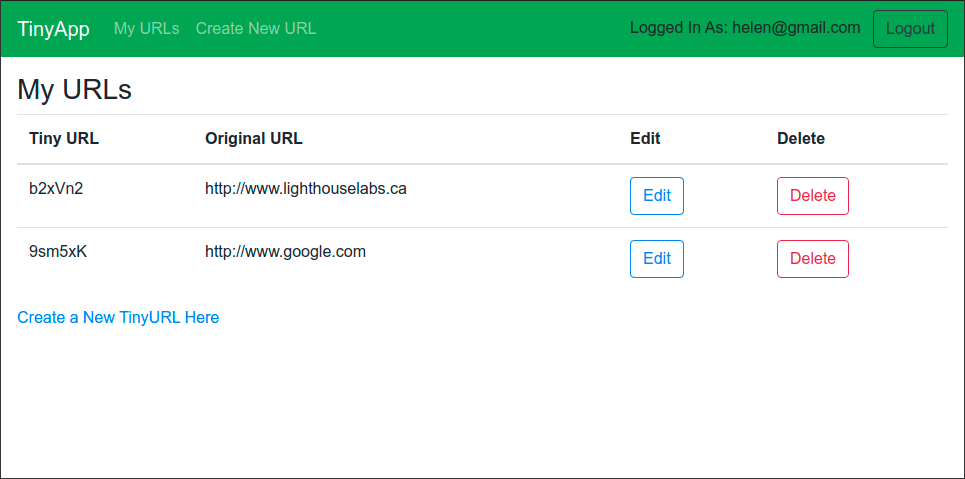 TinyApp My URLs Create New URL Logged In As: helen@gmail.com Logout
My URLs
Tiny URL Original URL Edit Delete
b2xVn2 http://www.lighthouselabs.ca Edit Delete
9sm5xK http://www.google.com Edit Delete
Create a New TinyURL Here